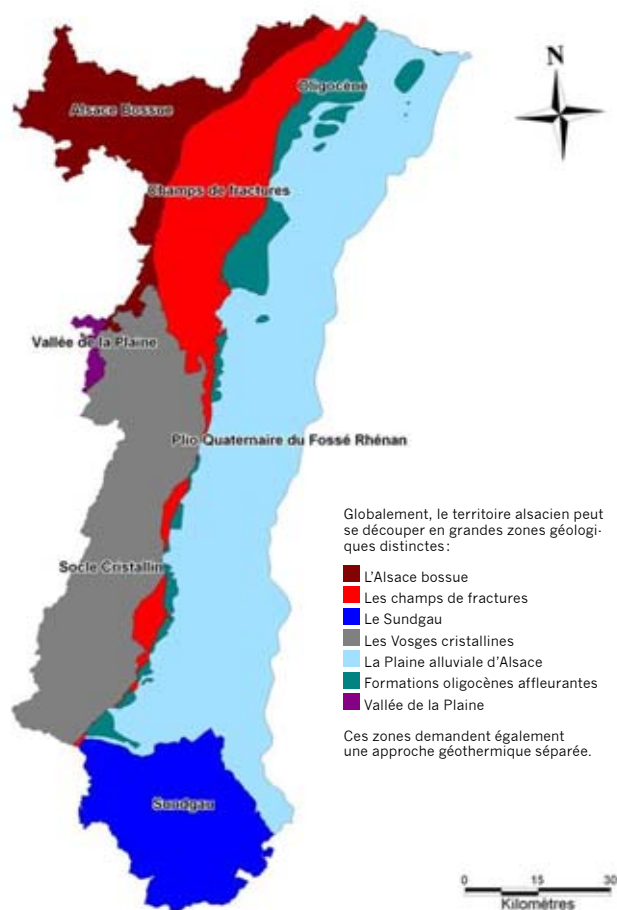 N
Oligocène
Alsace Bossue
Champs de fractures
Vallée de la Plaine
Plio Quaternaire du Fossé Rhénan
Globalement, le territoire alsacien peut
se découper en grandes zones géologi-
ques distinctes:
L'Alsace bossue
Les champs de fractures
Le Sundgau
Les Vosges cristallines
La Plaine alluviale d'Alsace
Formations oligocènes affleurantes
Vallée de la Plaine
Ces zones demandent également
une approche géothermique séparée.
Socle Cristallin
Sundgau
0 15 30
Kilomètres